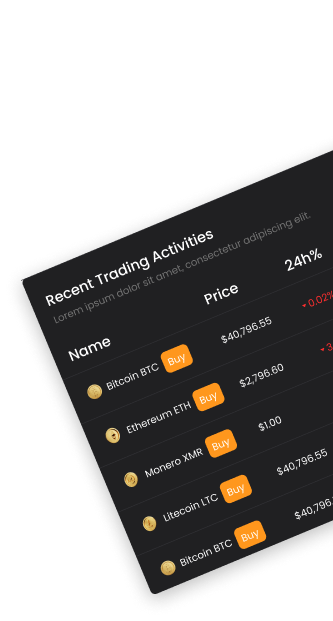 Recent Trading Activities
Lorem ipsum dolor sit amet, consectetur adipiscing elit.
Name Price 24h%
Bitcoin BTC Buy $40,796.55 0.02%
Ethereum ETH Buy $2,796.60
Monero XMR Buy $1.00
Litecoin LTC Buy $40,796.55
Bitcoin BTC Buy $40,796.